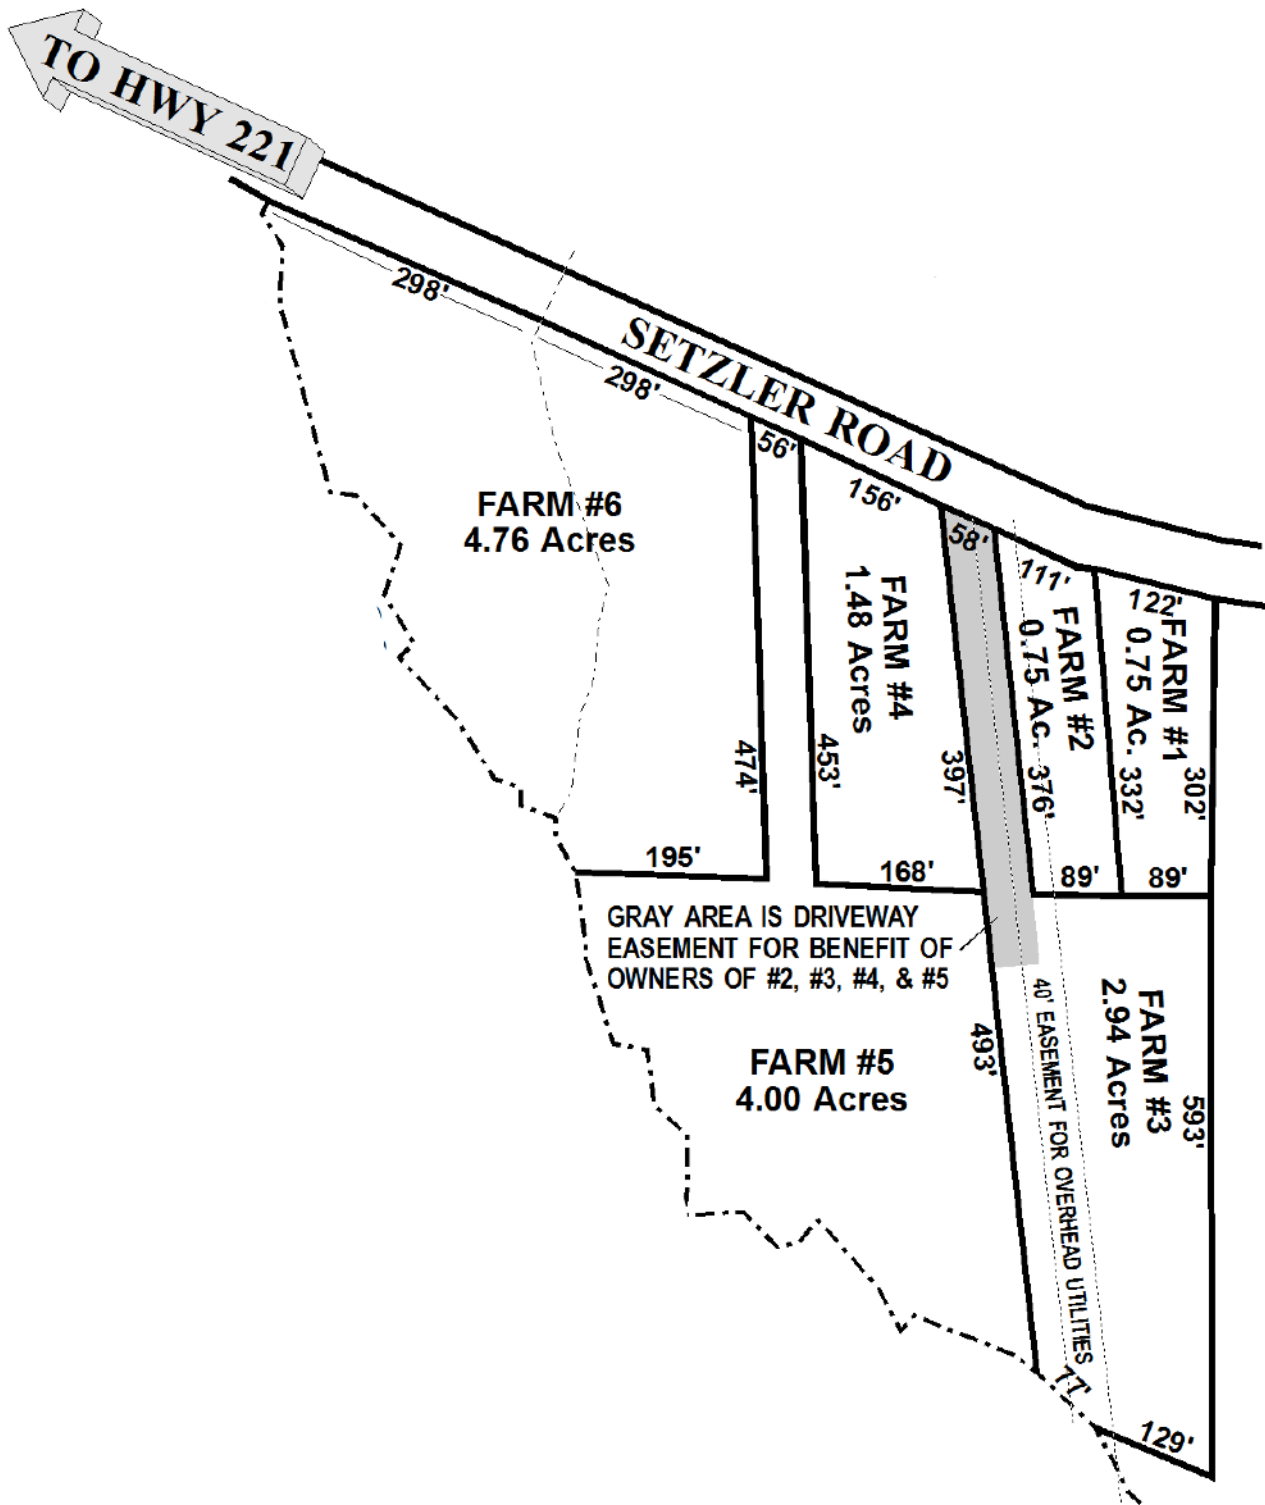 TO HWY 221
298'
298'
SETZLER ROAD
56'
156'
58'
111'
122'
FARM #6
4.76 Acres
FARM #4
1.48 Acres
FARM #2
0.75 Ac.
FARM #1
0.75 Ac.
474'
453'
397'
376'
332'
302'
195'
168'
89'
89'
GRAY AREA IS DRIVEWAY
EASEMENT FOR BENEFIT OF
OWNERS OF #2, #3, #4, & #5
40' EASEMENT FOR OVERHEAD UTILITIES
FARM #3
2.94 Acres
493'
593'
FARM #5
4.00 Acres
77'
129'